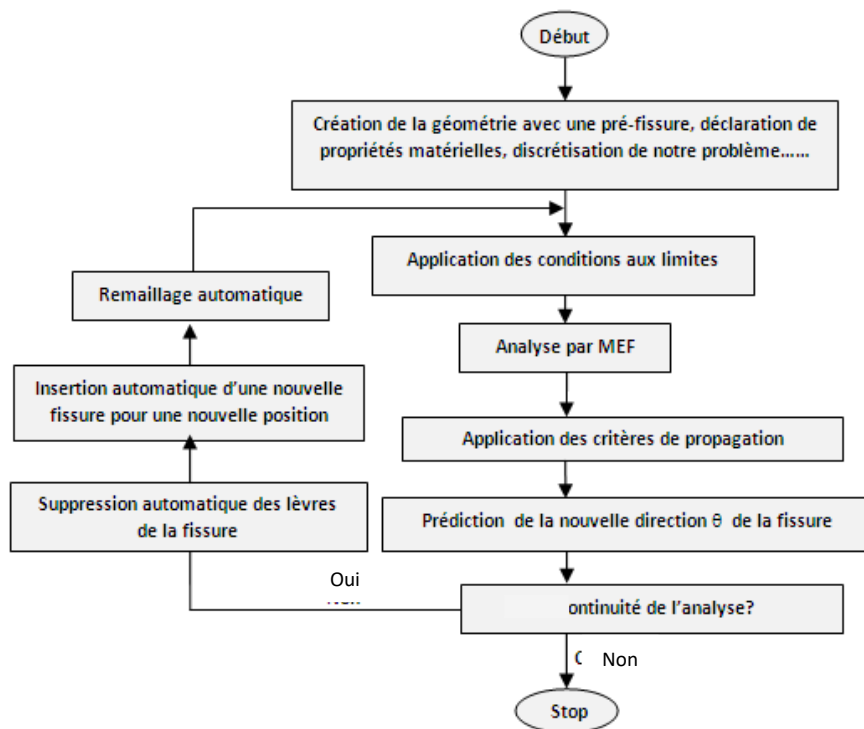 Début
Création de la géométrie avec une pré-fissure, déclaration de
propriétés matérielles, discrétisation de notre problème......
Application des conditions aux limites
Remaillage automatique
Analyse par MEF
Insertion automatique d'une nouvelle
fissure pour une nouvelle position
Application des critères de propagation
Suppression automatique des lèvres
de la fissure
Prédiction de la nouvelle direction θ de la fissure
Oui
ontinuité de l'analyse?
Non
Stop